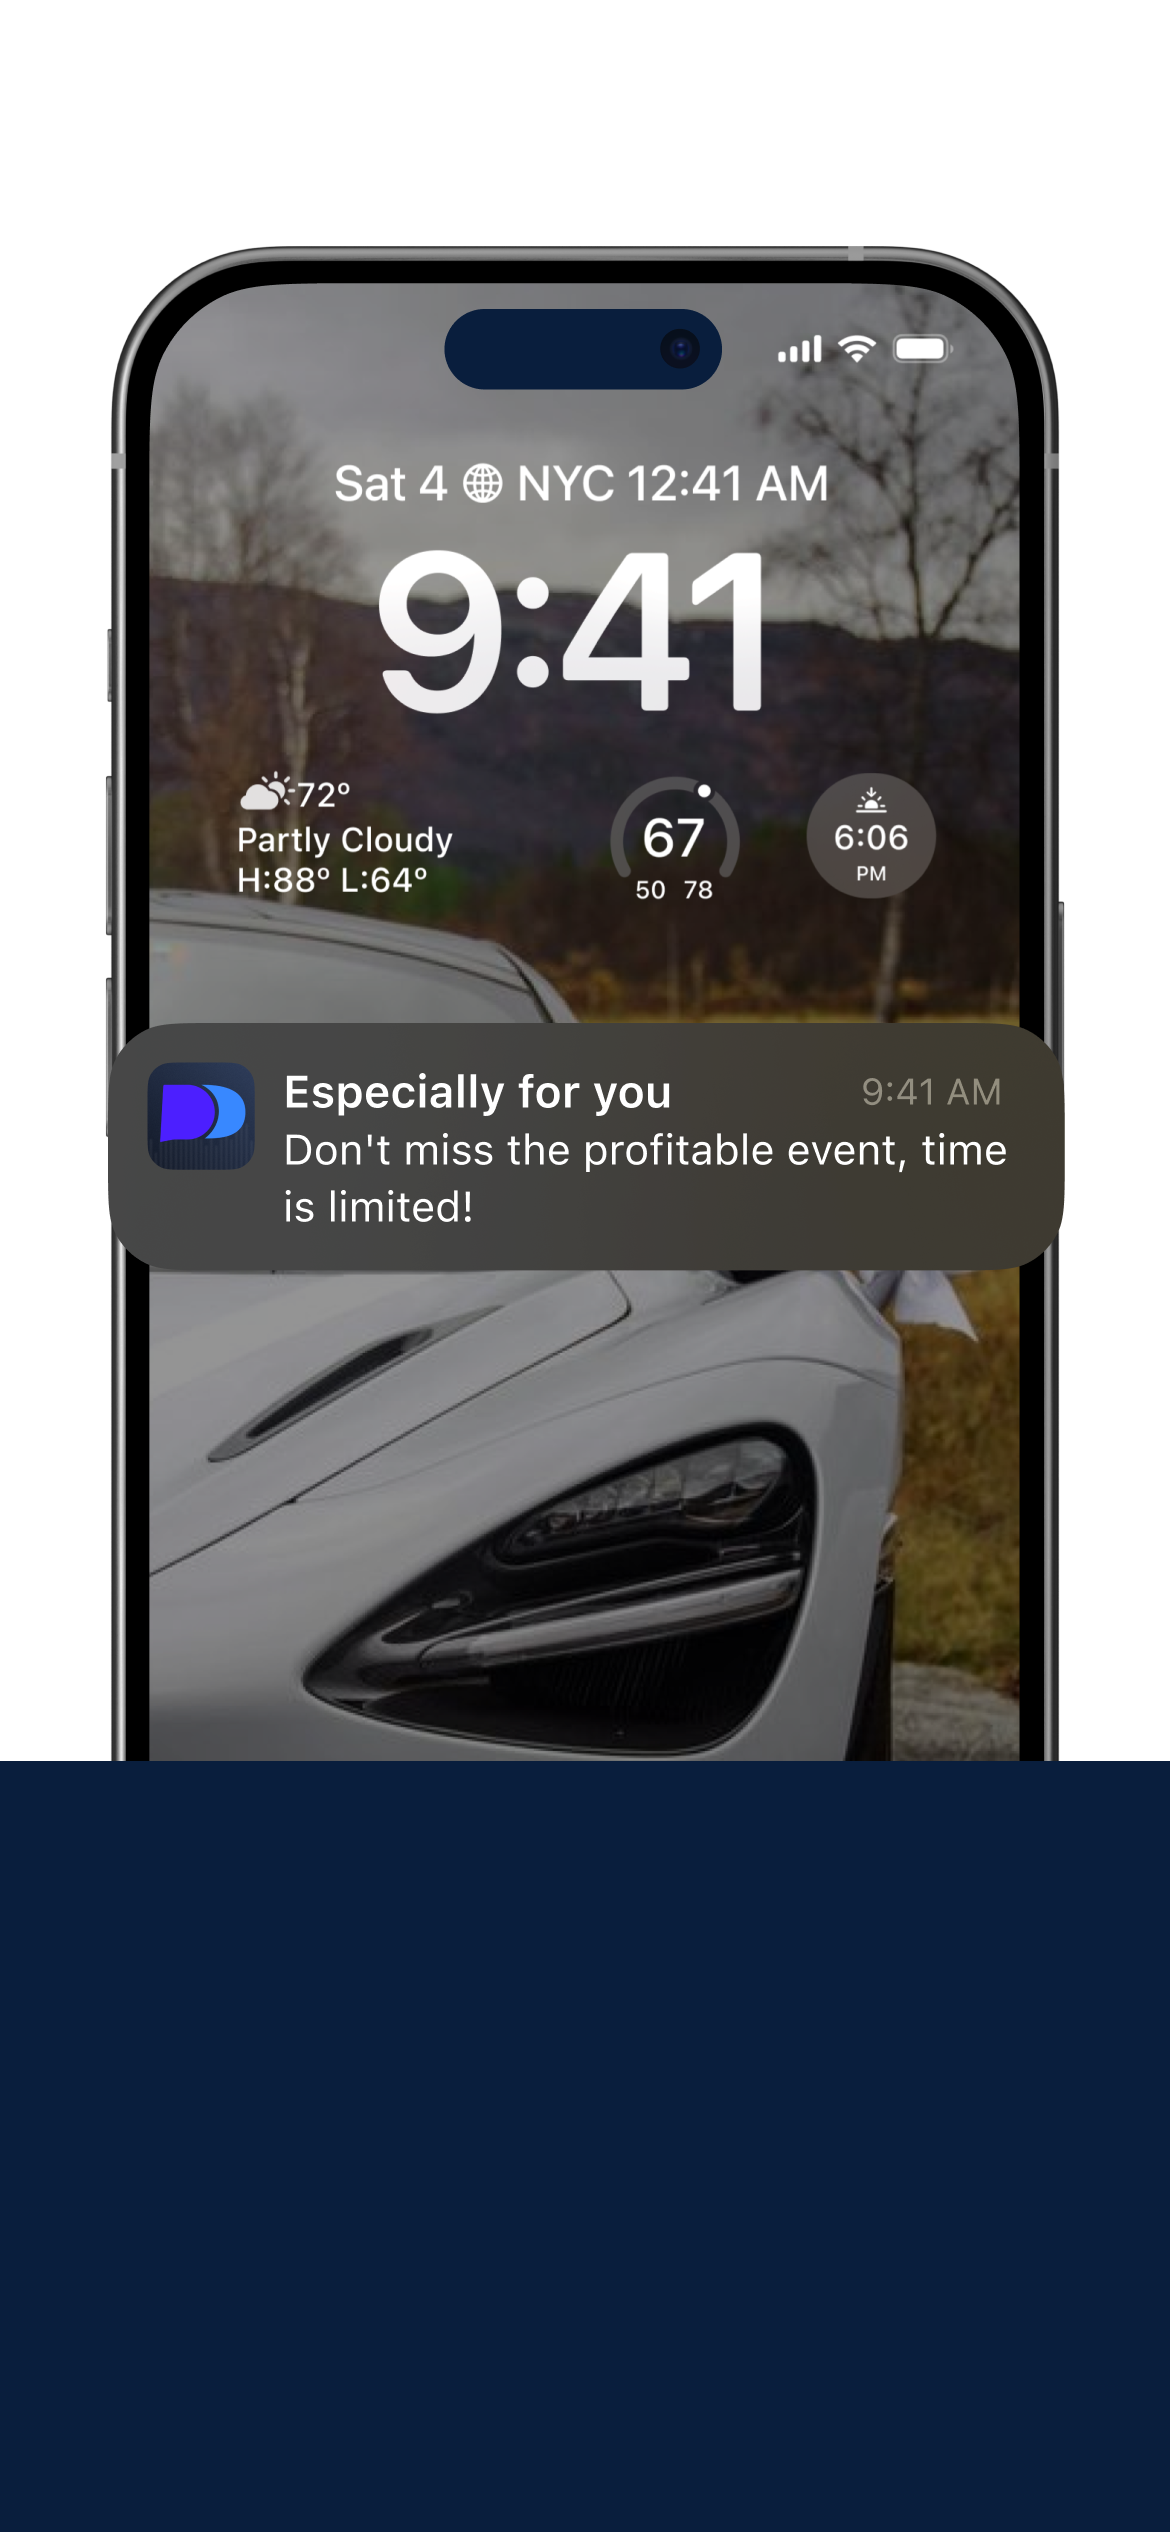 Sat 4 NYC 12:41 AM
9:41
72°
Partly Cloudy
H:88° L:64°
67
50 78
6:06
PM
Especially for you 9:41 AM
Don't miss the profitable event, time
is limited!